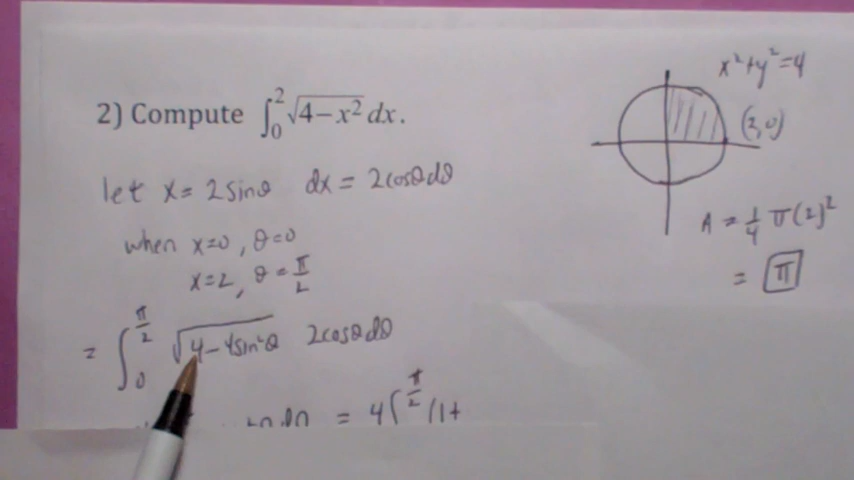 2) Compute ∫₀² √(4−x²) dx.
let x = 2sinθ dx = 2cosθdθ
when x=0, θ=0
x=2, θ=π/2
= ∫₀^(π/2) √(4−4sin²θ) 2cosθdθ
= 4∫^(π/2) (1+
x²+y²=4
(2,0)
A = 1/4 π(2)²
= π